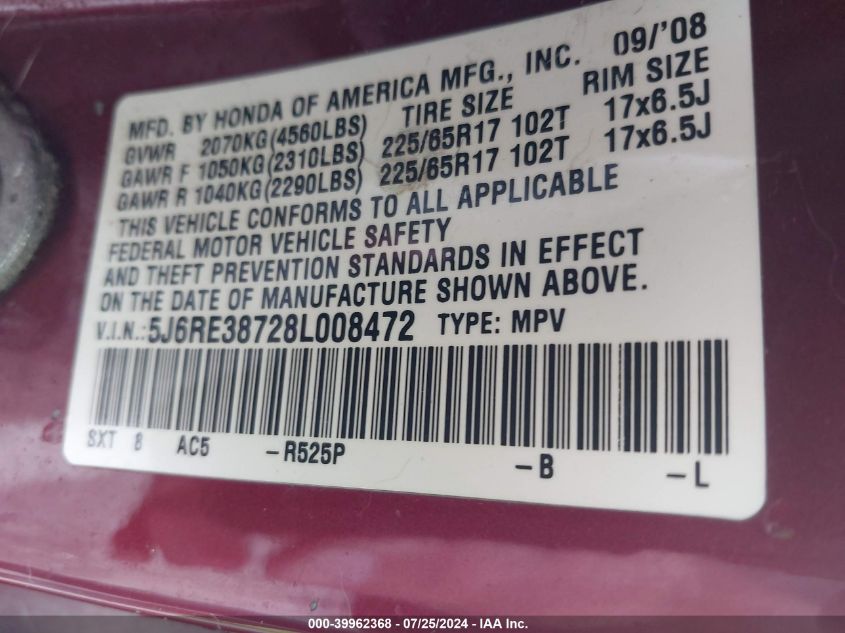 MFD. BY HONDA OF AMERICA MFG., INC. 09/'08
GVWR 2070KG(4560LBS) TIRE SIZE RIM SIZE
GAWR F 1050KG(2310LBS) 225/65R17 102T 17x6.5J
GAWR R 1040KG(2290LBS) 225/65R17 102T 17x6.5J
THIS VEHICLE CONFORMS TO ALL APPLICABLE
FEDERAL MOTOR VEHICLE SAFETY
AND THEFT PREVENTION STANDARDS IN EFFECT
ON THE DATE OF MANUFACTURE SHOWN ABOVE.
V.I.N.:5J6RE38728L008472 TYPE: MPV
SXT 8 AC5 -R525P -B -L
000-39962368 - 07/25/2024 - IAA Inc.